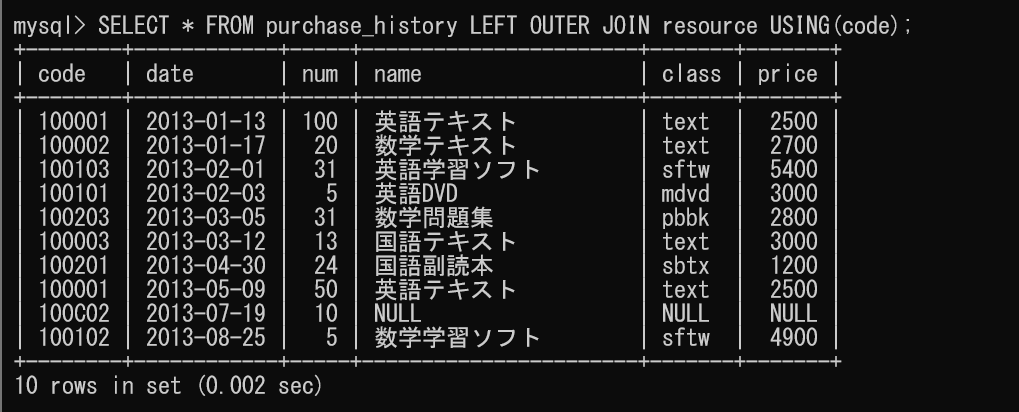 mysql> SELECT * FROM purchase_history LEFT OUTER JOIN resource USING(code);
+--------+------------+-----+----------------------+-------+-------+
| code | date | num | name | class | price |
+--------+------------+-----+----------------------+-------+-------+
| 100001 | 2013-01-13 | 100 | 英語テキスト | text | 2500 |
| 100002 | 2013-01-17 | 20 | 数学テキスト | text | 2700 |
| 100103 | 2013-02-01 | 31 | 英語学習ソフト | sftw | 5400 |
| 100101 | 2013-02-03 | 5 | 英語DVD | mdvd | 3000 |
| 100203 | 2013-03-05 | 31 | 数学問題集 | pbbk | 2800 |
| 100003 | 2013-03-12 | 13 | 国語テキスト | text | 3000 |
| 100201 | 2013-04-30 | 24 | 国語副読本 | sbtx | 1200 |
| 100001 | 2013-05-09 | 50 | 英語テキスト | text | 2500 |
| 100C02 | 2013-07-19 | 10 | NULL | NULL | NULL |
| 100102 | 2013-08-25 | 5 | 数学学習ソフト | sftw | 4900 |
+--------+------------+-----+----------------------+-------+-------+
10 rows in set (0.002 sec)